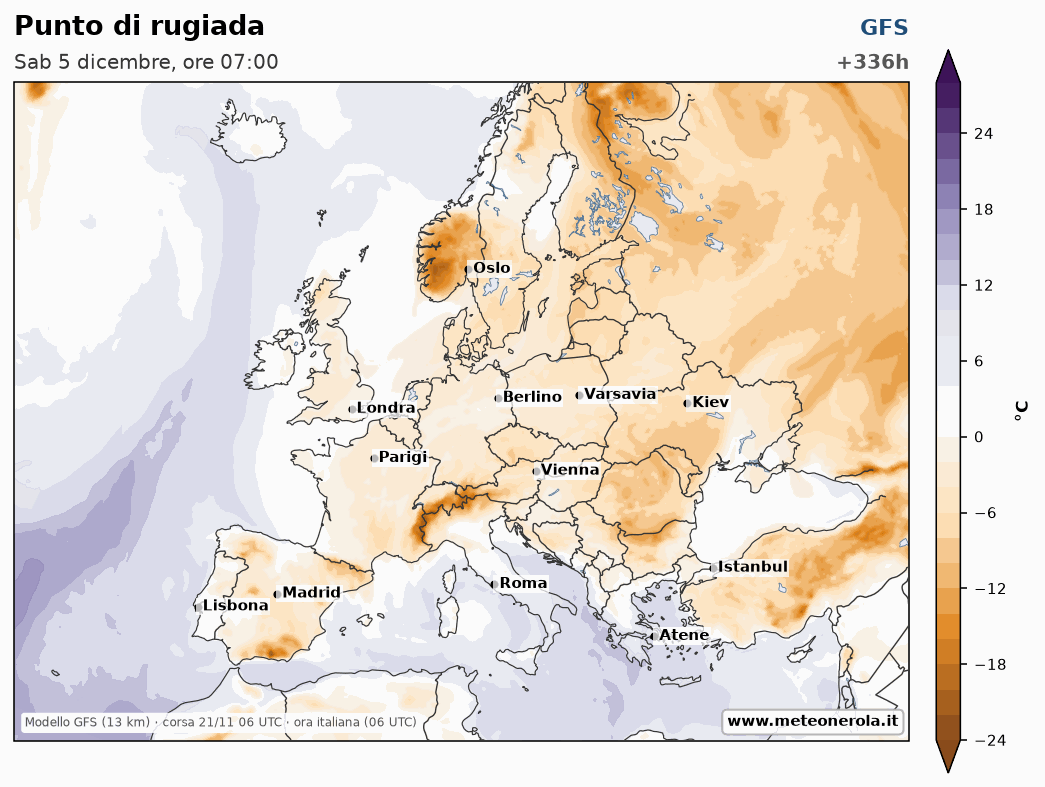 Punto di rugiada
GFS
Sab 5 dicembre, ore 07:00
+336h
Oslo
Berlino
Varsavia
Kiev
Londra
Parigi
Vienna
Istanbul
Roma
Madrid
Lisbona
Atene
Modello GFS (13 km) · corsa 21/11 06 UTC · ora italiana (06 UTC)
www.meteonerola.it
24
18
12
6
0
−6
−12
−18
−24
°C